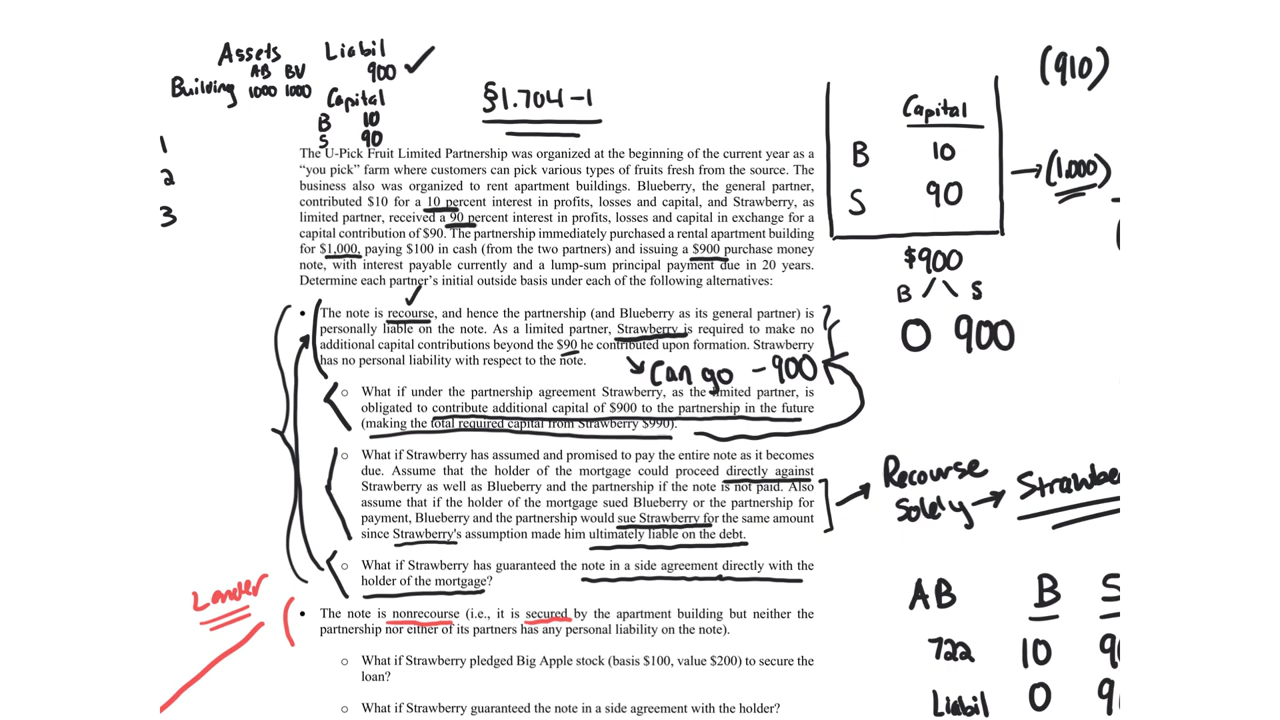 Assets Liabil
AB BV 900 ✓
Building 1000 1000 Capital
B 10
S 90
§1.704-1
1
2
3
(910)
Capital
B 10
S 90
→ (1,000)
$900
B S
0 900
The U-Pick Fruit Limited Partnership was organized at the beginning of the current year as a
“you pick” farm where customers can pick various types of fruits fresh from the source. The
business also was organized to rent apartment buildings. Blueberry, the general partner,
contributed $10 for a 10 percent interest in profits, losses and capital, and Strawberry, as
limited partner, received a 90 percent interest in profits, losses and capital in exchange for a
capital contribution of $90. The partnership immediately purchased a rental apartment building
for $1,000, paying $100 in cash (from the two partners) and issuing a $900 purchase money
note, with interest payable currently and a lump-sum principal payment due in 20 years.
Determine each partner’s initial outside basis under each of the following alternatives:
• The note is recourse, and hence the partnership (and Blueberry as its general partner) is
personally liable on the note. As a limited partner, Strawberry is required to make no
additional capital contributions beyond the $90 he contributed upon formation. Strawberry
has no personal liability with respect to the note.
Can go -900
o What if under the partnership agreement Strawberry, as the limited partner, is
obligated to contribute additional capital of $900 to the partnership in the future
(making the total required capital from Strawberry $990).
o What if Strawberry has assumed and promised to pay the entire note as it becomes
due. Assume that the holder of the mortgage could proceed directly against
Strawberry as well as Blueberry and the partnership if the note is not paid. Also
assume that if the holder of the mortgage sued Blueberry or the partnership for
payment, Blueberry and the partnership would sue Strawberry for the same amount
since Strawberry's assumption made him ultimately liable on the debt.
→ Recourse
Solely → Strawbe
o What if Strawberry has guaranteed the note in a side agreement directly with the
holder of the mortgage?
Lender
• The note is nonrecourse (i.e., it is secured by the apartment building but neither the
partnership nor either of its partners has any personal liability on the note).
o What if Strawberry pledged Big Apple stock (basis $100, value $200) to secure the
loan?
o What if Strawberry guaranteed the note in a side agreement with the holder?
AB B S
722 10 9
Liabil 0 9